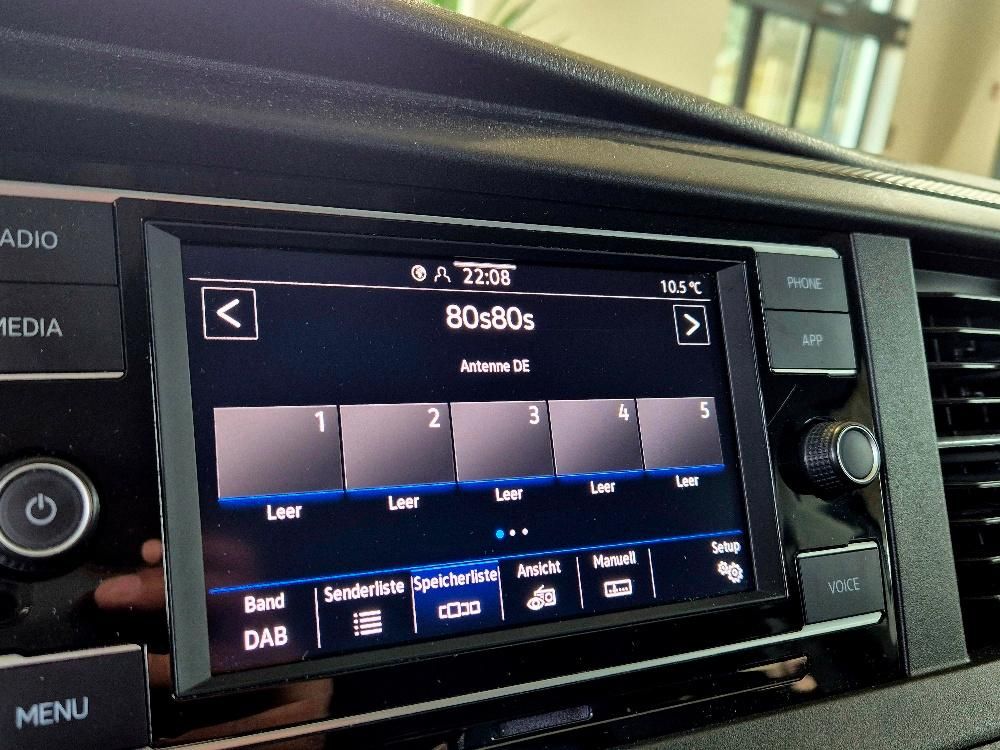 ADIO
MEDIA
MENU
22:08
10.5 °C
<
80s80s
>
Antenne DE
1 2 3 4 5
Leer Leer Leer Leer Leer
Band Senderliste Speicherliste Ansicht Manuell Setup
DAB
PHONE
APP
VOICE